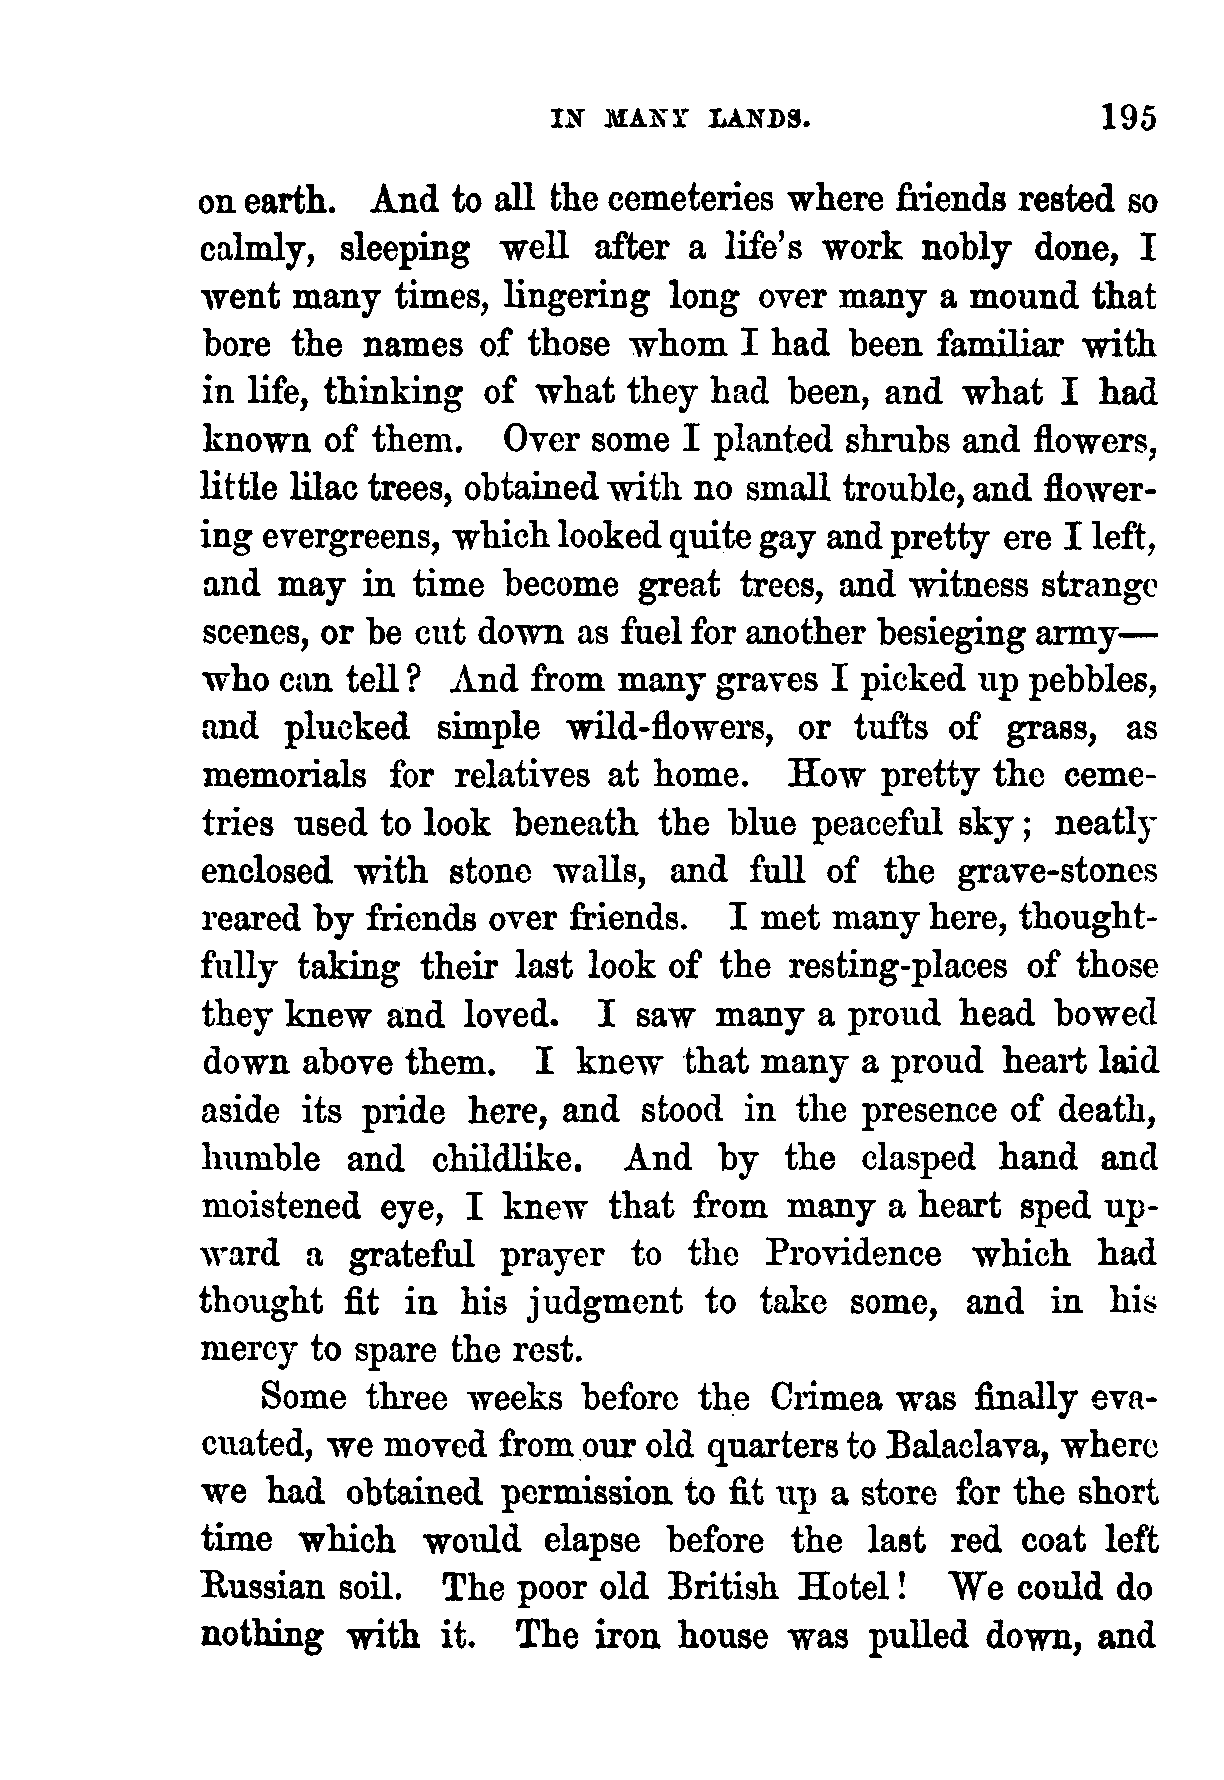 IN MANY LANDS. 195
on earth. And to all the cemeteries where friends rested so
calmly, sleeping well after a life's work nobly done, I
went many times, lingering long over many a mound that
bore the names of those whom I had been familiar with
in life, thinking of what they had been, and what I had
known of them. Over some I planted shrubs and flowers,
little lilac trees, obtained with no small trouble, and flower-
ing evergreens, which looked quite gay and pretty ere I left,
and may in time become great trees, and witness strange
scenes, or be cut down as fuel for another besieging army—
who can tell? And from many graves I picked up pebbles,
and plucked simple wild-flowers, or tufts of grass, as
memorials for relatives at home. How pretty the ceme-
tries used to look beneath the blue peaceful sky; neatly
enclosed with stone walls, and full of the grave-stones
reared by friends over friends. I met many here, thought-
fully taking their last look of the resting-places of those
they knew and loved. I saw many a proud head bowed
down above them. I knew that many a proud heart laid
aside its pride here, and stood in the presence of death,
humble and childlike. And by the clasped hand and
moistened eye, I knew that from many a heart sped up-
ward a grateful prayer to the Providence which had
thought fit in his judgment to take some, and in his
mercy to spare the rest.
Some three weeks before the Crimea was finally eva-
cuated, we moved from our old quarters to Balaclava, where
we had obtained permission to fit up a store for the short
time which would elapse before the last red coat left
Russian soil. The poor old British Hotel! We could do
nothing with it. The iron house was pulled down, and